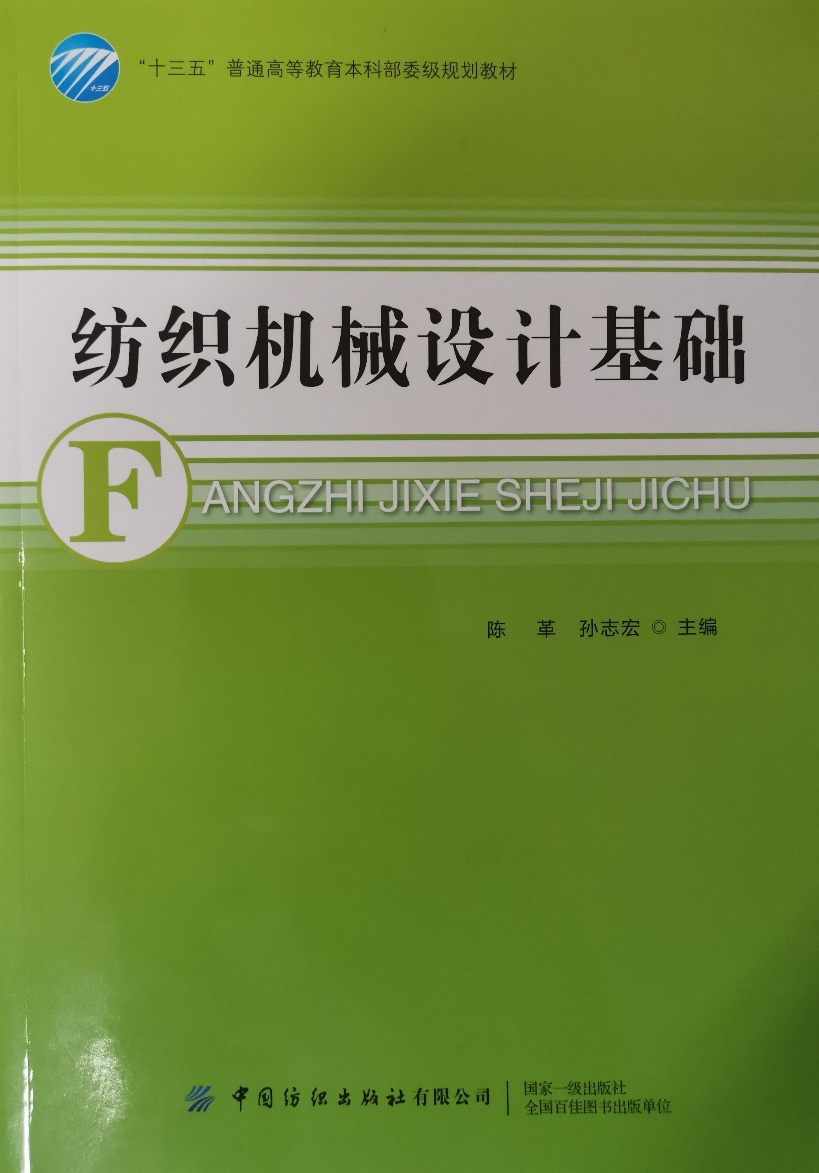 十三五
“十三五”普通高等教育本科部委级规划教材
纺织机械设计基础
FANGZHI JIXIE SHEJI JICHU
陈 革 孙志宏 ◎ 主编
中国纺织出版社有限公司
国家一级出版社
全国百佳图书出版单位